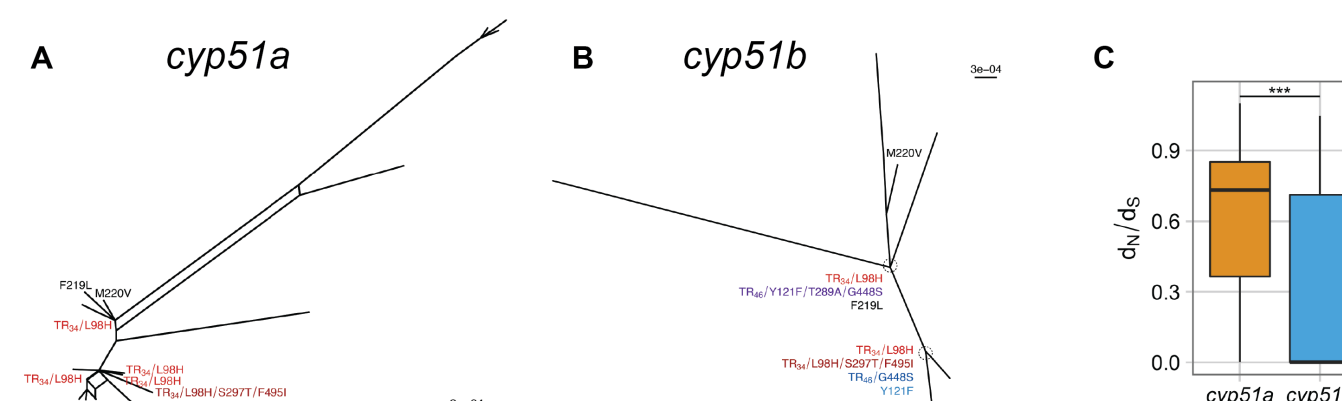 A
cyp51a
F219L
M220V
TR34/L98H
TR34/L98H
TR34/L98H
TR34/L98H
TR34/L98H/S297T/F495I
B
cyp51b
3e−04
M220V
TR34/L98H
TR46/Y121F/T289A/G448S
F219L
TR34/L98H
TR34/L98H/S297T/F495I
TR46/G448S
Y121F
C
***
0.9
0.6
0.3
0.0
dN/dS
cyp51a